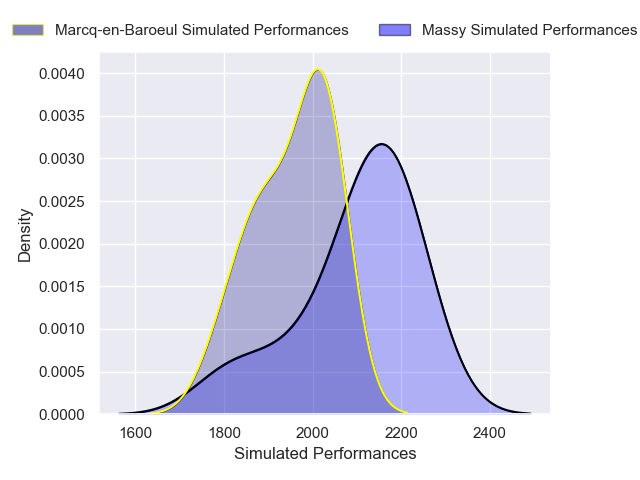 Marcq-en-Baroeul Simulated Performances
Massy Simulated Performances
0.0040
0.0035
0.0030
0.0025
0.0020
0.0015
0.0010
0.0005
0.0000
Density
1600 1800 2000 2200 2400
Simulated Performances